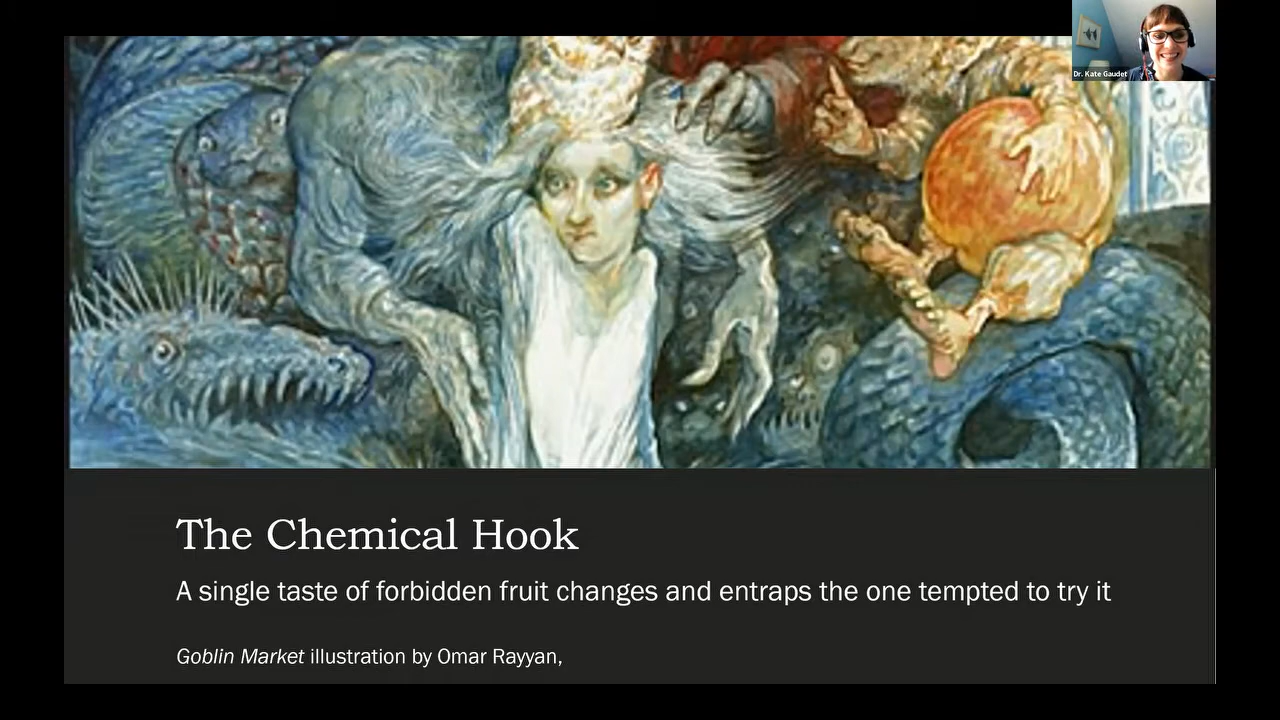 Dr. Kate Gaudet
The Chemical Hook
A single taste of forbidden fruit changes and entraps the one tempted to try it
Goblin Market illustration by Omar Rayyan,